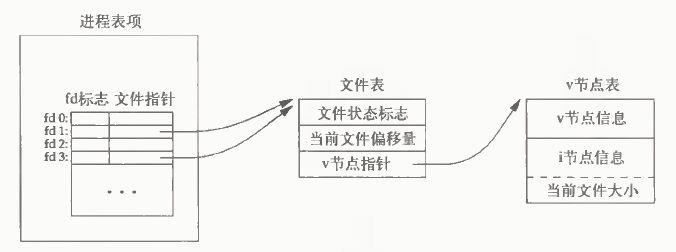 进程表项
fd标志 文件指针
fd 0:
fd 1:
fd 2:
fd 3:
···
文件表
文件状态标志
当前文件偏移量
v节点指针
v节点表
v节点信息
i节点信息
当前文件大小